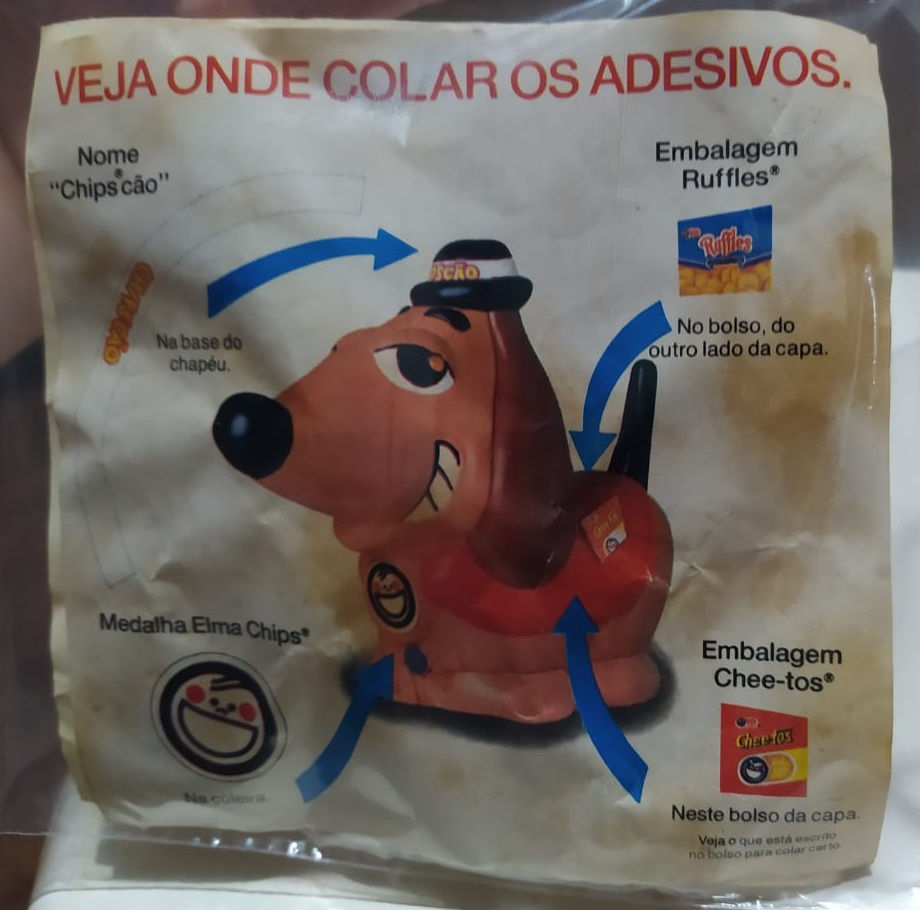 VEJA ONDE COLAR OS ADESIVOS.
Nome
"Chips®cão"
CHIPSCÃO
Na base do
chapéu.
PSCÃO
Embalagem
Ruffles®
Ruffles
No bolso, do
outro lado da capa.
Medalha Elma Chips®
Na coleira.
Embalagem
Chee-tos®
Chee-tos
Neste bolso da capa.
Veja o que está escrito
no bolso para colar certo.